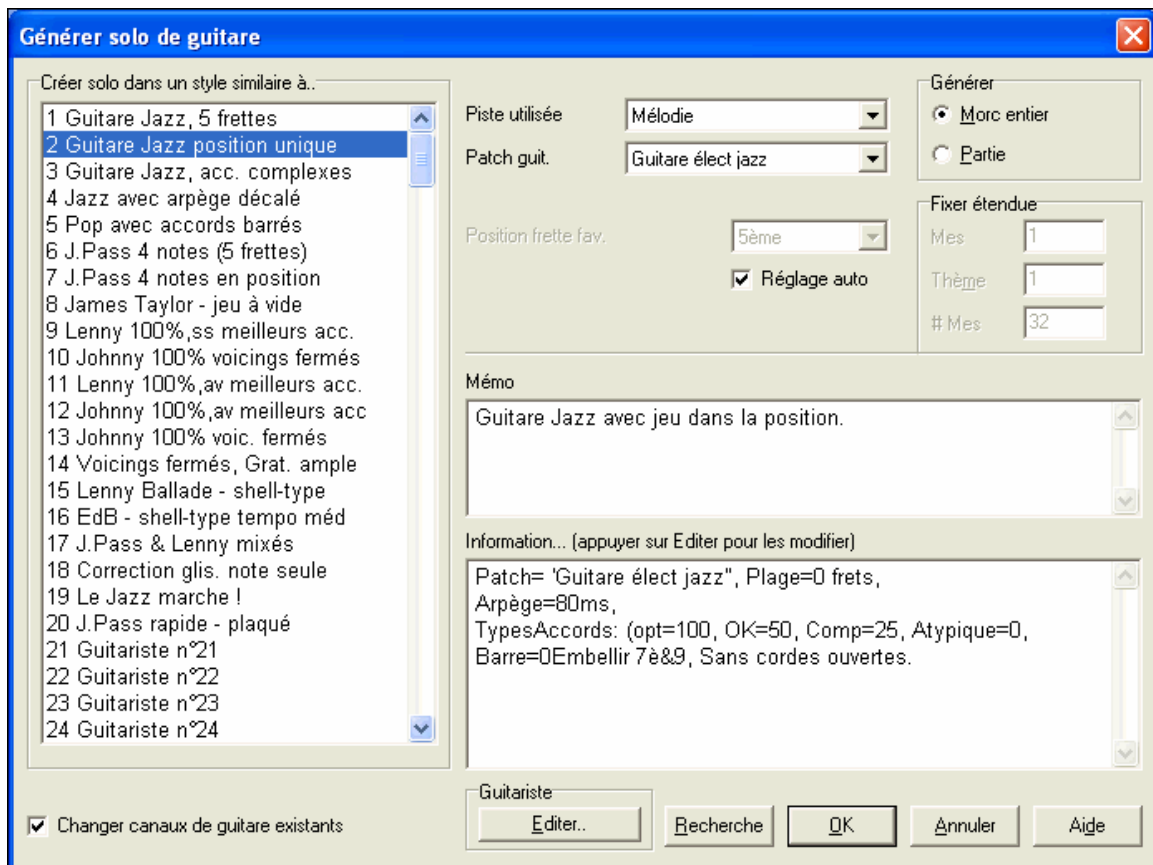 Générer solo de guitare
Créer solo dans un style similaire à..
1 Guitare Jazz, 5 frettes
2 Guitare Jazz position unique
3 Guitare Jazz, acc. complexes
4 Jazz avec arpège décalé
5 Pop avec accords barrés
6 J.Pass 4 notes (5 frettes)
7 J.Pass 4 notes en position
8 James Taylor - jeu à vide
9 Lenny 100%,ss meilleurs acc.
10 Johnny 100% voicings fermés
11 Lenny 100%,av meilleurs acc.
12 Johnny 100%,av meilleurs acc
13 Johnny 100% voic. fermés
14 Voicings fermés, Grat. ample
15 Lenny Ballade - shell-type
16 EdB - shell-type tempo méd
17 J.Pass & Lenny mixés
18 Correction glis. note seule
19 Le Jazz marche !
20 J.Pass rapide - plaqué
21 Guitariste n°21
22 Guitariste n°22
23 Guitariste n°23
24 Guitariste n°24
Changer canaux de guitare existants
Piste utilisée
Mélodie
Patch guit.
Guitare élect jazz
Position frette fav.
5ème
Réglage auto
Générer
Morc entier
Partie
Fixer étendue
Mes
1
Thème
1
# Mes
32
Mémo
Guitare Jazz avec jeu dans la position.
Information... (appuyer sur Editer pour les modifier)
Patch= 'Guitare élect jazz", Plage=0 frets,
Arpège=80ms,
TypesAccords: (opt=100, OK=50, Comp=25, Atypique=0,
Barre=0Embellir 7è&9, Sans cordes ouvertes.
Guitariste
Editer..
Recherche
OK
Annuler
Aide